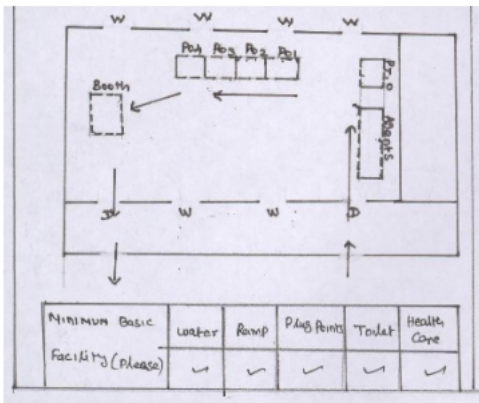 W W W W
Po4 Po3 Po2 Po1
Booth
P.r.o
Agents
D W W D
MINIMUM Basic
Facility (please)
water Ramp Plug Points Toilet Health Care
✓ ✓ ✓ ✓ ✓